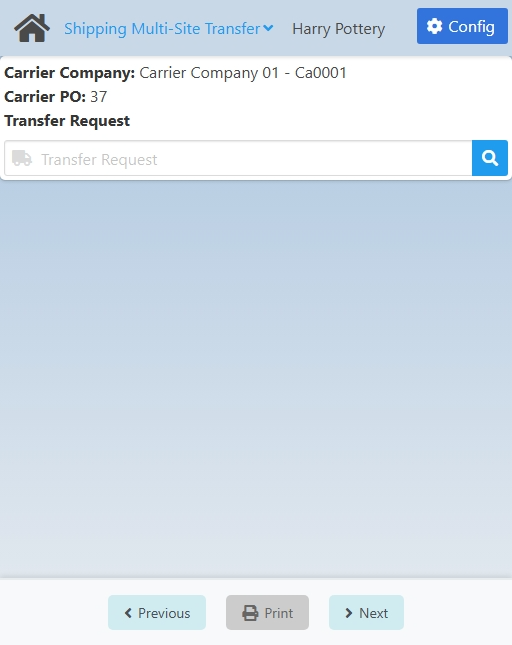 Shipping Multi-Site Transfer Harry Pottery Config
Carrier Company: Carrier Company 01 - Ca0001
Carrier PO: 37
Transfer Request
Transfer Request
Previous Print Next